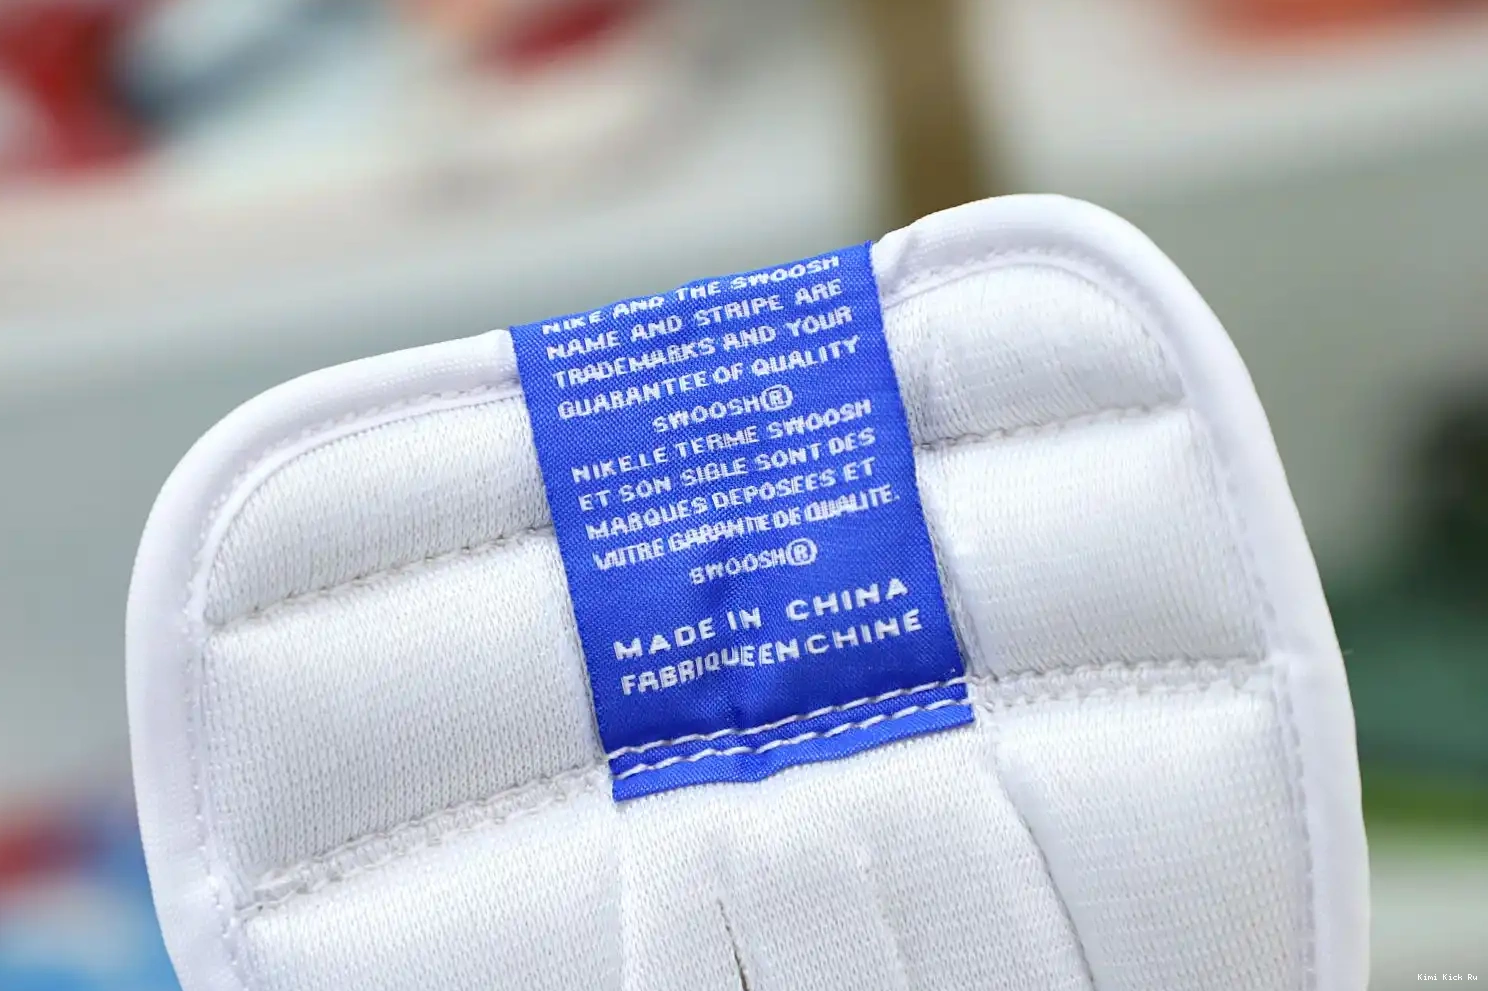 NIKE AND THE SWOOSH
NAME AND STRIPE ARE
TRADEMARKS AND YOUR
GUARANTEE OF QUALITY
SWOOSH®
NIKE.LE TERME SWOOSH
ET SON SIGLE SONT DES
MARQUES DEPOSEES ET
VOTRE GARANTIE DE QUALITE.
SWOOSH®
MADE IN CHINA
FABRIQUE EN CHINE
Kimi Kick Ru